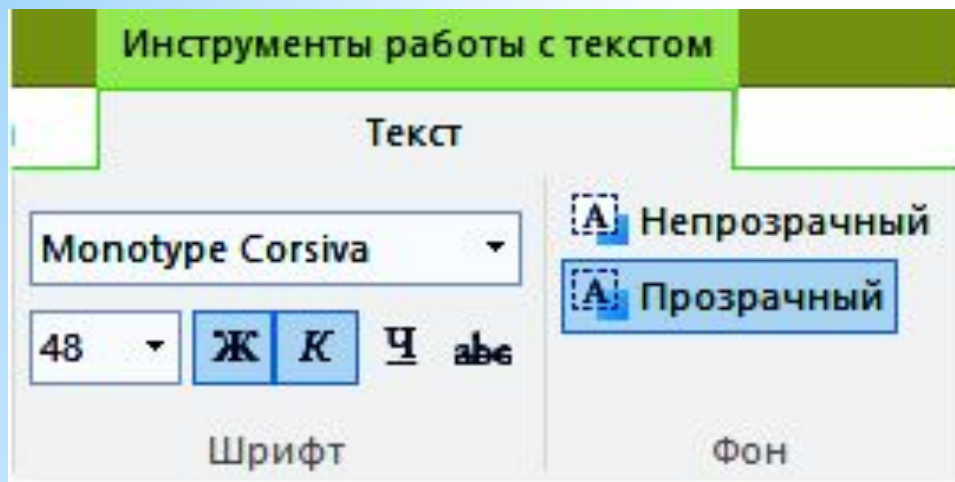 Инструменты работы с текстом
Текст
Monotype Corsiva
48 Ж К Ч abc
Шрифт
A Непрозрачный
A Прозрачный
Фон